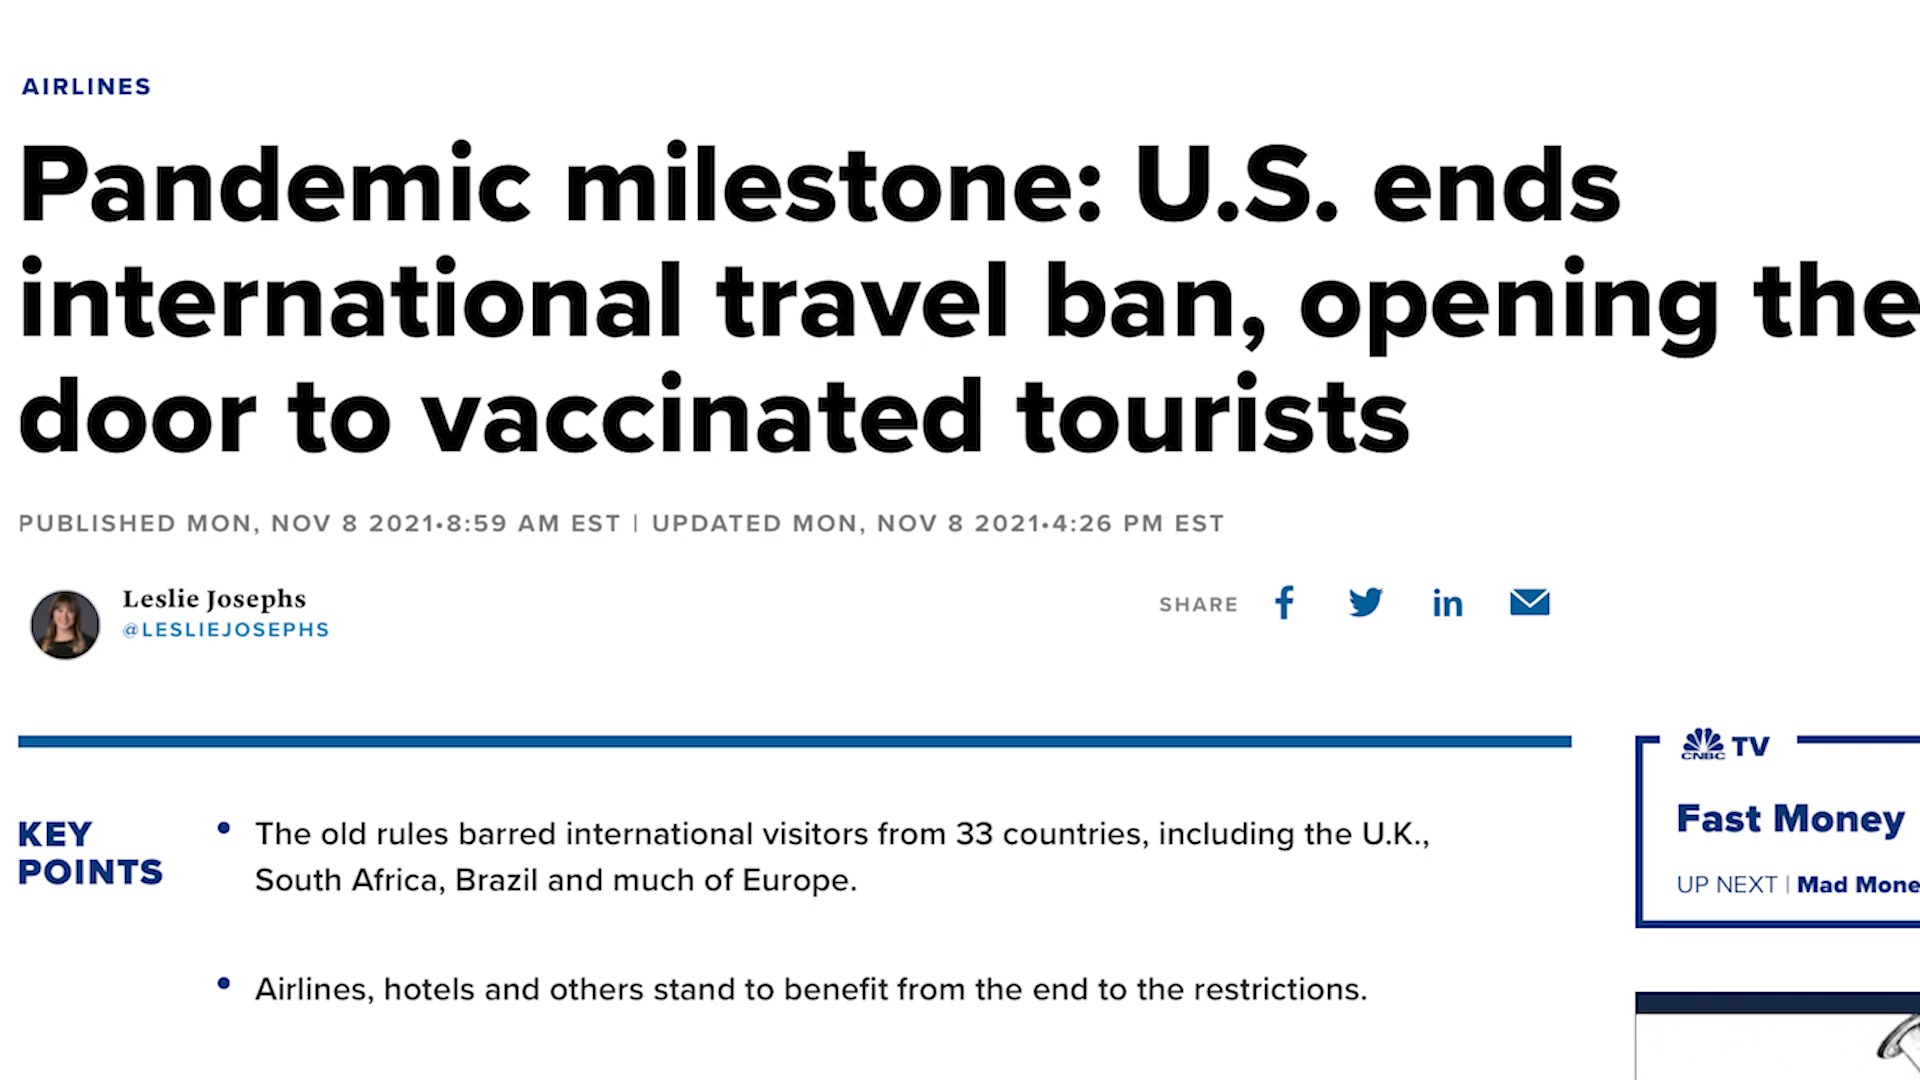 AIRLINES
Pandemic milestone: U.S. ends
international travel ban, opening the
door to vaccinated tourists
PUBLISHED MON, NOV 8 2021•8:59 AM EST | UPDATED MON, NOV 8 2021•4:26 PM EST
Leslie Josephs
@LESLIEJOSEPHS
SHARE
KEY
POINTS
• The old rules barred international visitors from 33 countries, including the U.K.,
South Africa, Brazil and much of Europe.
• Airlines, hotels and others stand to benefit from the end to the restrictions.
CNBC TV
Fast Money
UP NEXT | Mad Mone